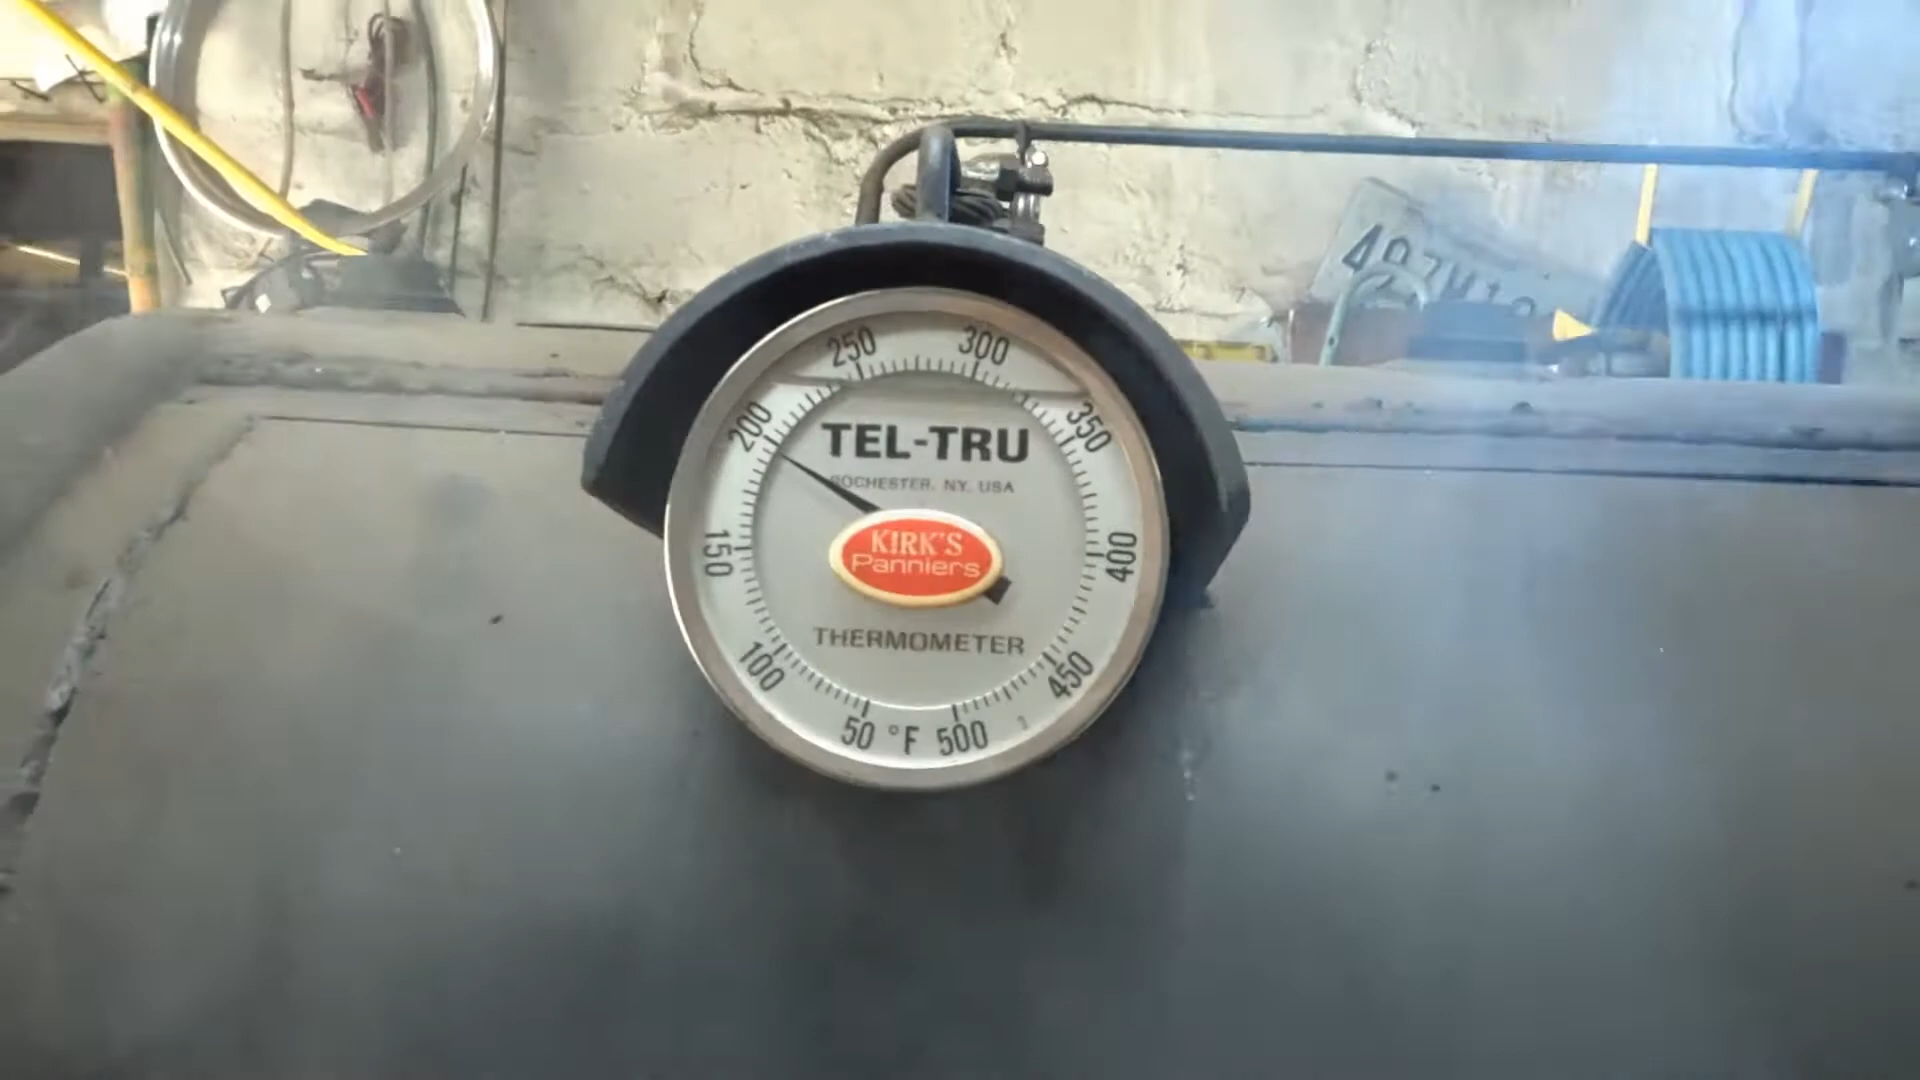 250 300
200 350
TEL-TRU
ROCHESTER, NY, USA
KIRK'S
Panniers
150 400
THERMOMETER
100 450
50 °F 500